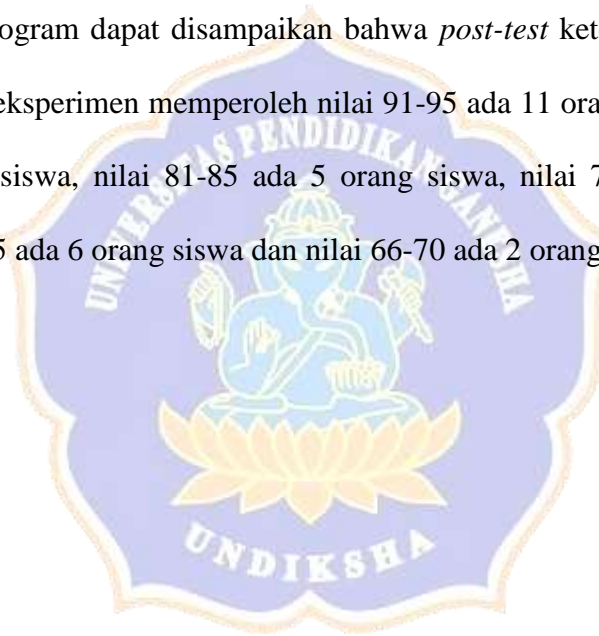 ogram dapat disampaikan bahwa post-test ket
eksperimen memperoleh nilai 91-95 ada 11 ora
siswa, nilai 81-85 ada 5 orang siswa, nilai 7
5 ada 6 orang siswa dan nilai 66-70 ada 2 orang
UNIVERSITAS PENDIDIKAN GANESHA
UNDIKSHA